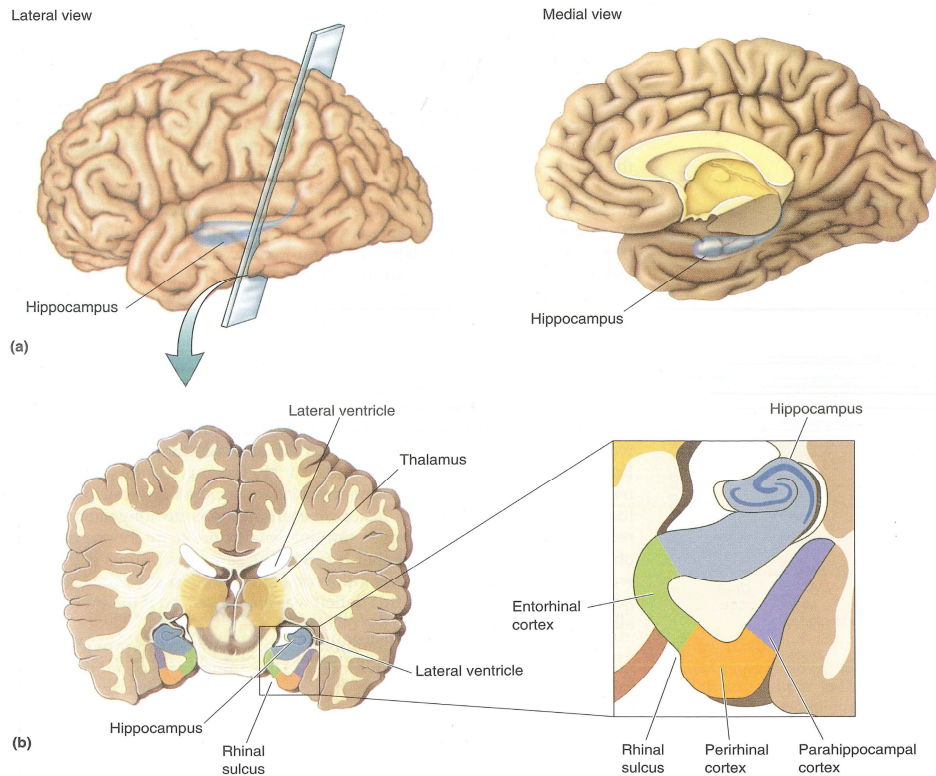 Lateral view
Medial view
Hippocampus
Hippocampus
(a)
Lateral ventricle
Thalamus
Hippocampus
Entorhinal
cortex
Lateral ventricle
Hippocampus
Rhinal
sulcus
Rhinal
sulcus
Perirhinal
cortex
Parahippocampal
cortex
(b)